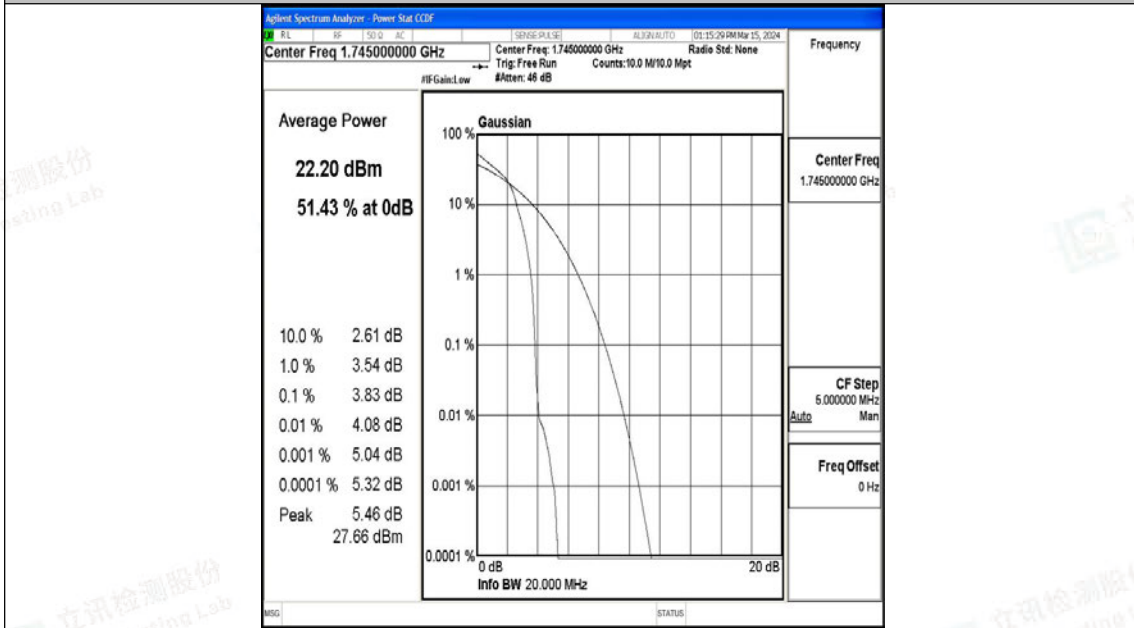 Agilent Spectrum Analyzer - Power Stat CCDF
RL RF 50 Ω AC SENSE:PULSE ALIGN AUTO 01:15:29 PM Mar 15, 2024
Center Freq 1.745000000 GHz
Center Freq: 1.745000000 GHz Radio Std: None
Trig: Free Run Counts:10.0 M/10.0 Mpt
#IFGain:Low #Atten: 46 dB
Frequency
Average Power
22.20 dBm
51.43 % at 0dB
10.0 % 2.61 dB
1.0 % 3.54 dB
0.1 % 3.83 dB
0.01 % 4.08 dB
0.001 % 5.04 dB
0.0001 % 5.32 dB
Peak 5.46 dB
27.66 dBm
Gaussian
100 %
10 %
1 %
0.1 %
0.01 %
0.001 %
0.0001 %
0 dB 20 dB
Info BW 20.000 MHz
Center Freq
1.745000000 GHz
CF Step
5.000000 MHz
Auto Man
Freq Offset
0 Hz
MSG STATUS
立讯检测股份